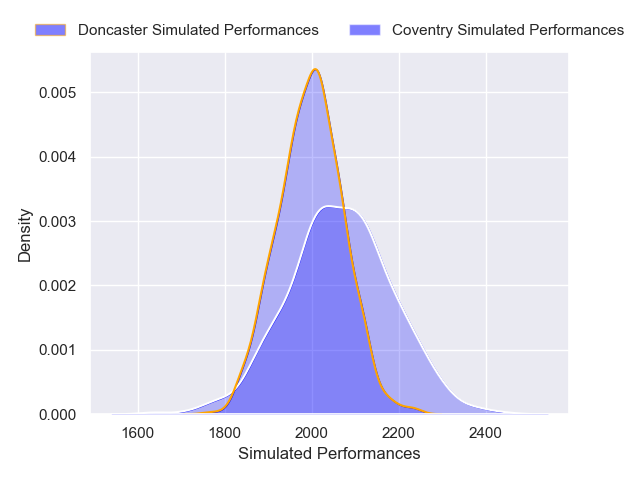 Doncaster Simulated Performances
Coventry Simulated Performances
0.005
0.004
0.003
0.002
0.001
0.000
Density
1600
1800
2000
2200
2400
Simulated Performances